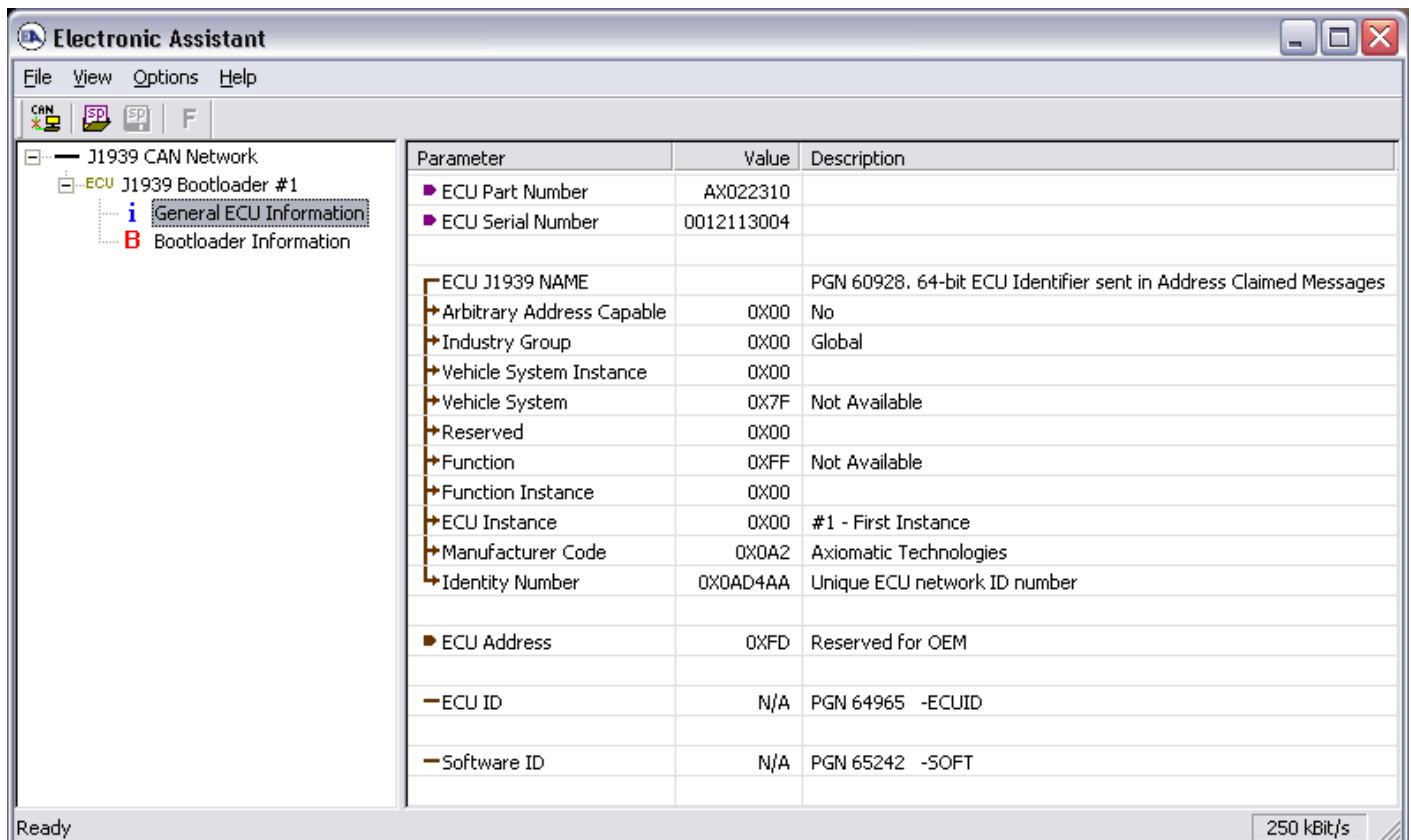 Electronic Assistant
File View Options Help
CAN SP SP F
J1939 CAN Network
ECU J1939 Bootloader #1
i General ECU Information
B Bootloader Information
Parameter Value Description
ECU Part Number AX022310
ECU Serial Number 0012113004
ECU J1939 NAME PGN 60928. 64-bit ECU Identifier sent in Address Claimed Messages
Arbitrary Address Capable 0X00 No
Industry Group 0X00 Global
Vehicle System Instance 0X00
Vehicle System 0X7F Not Available
Reserved 0X00
Function 0XFF Not Available
Function Instance 0X00
ECU Instance 0X00 #1 - First Instance
Manufacturer Code 0X0A2 Axiomatic Technologies
Identity Number 0X0AD4AA Unique ECU network ID number
ECU Address 0XFD Reserved for OEM
ECU ID N/A PGN 64965 -ECUID
Software ID N/A PGN 65242 -SOFT
Ready 250 kBit/s